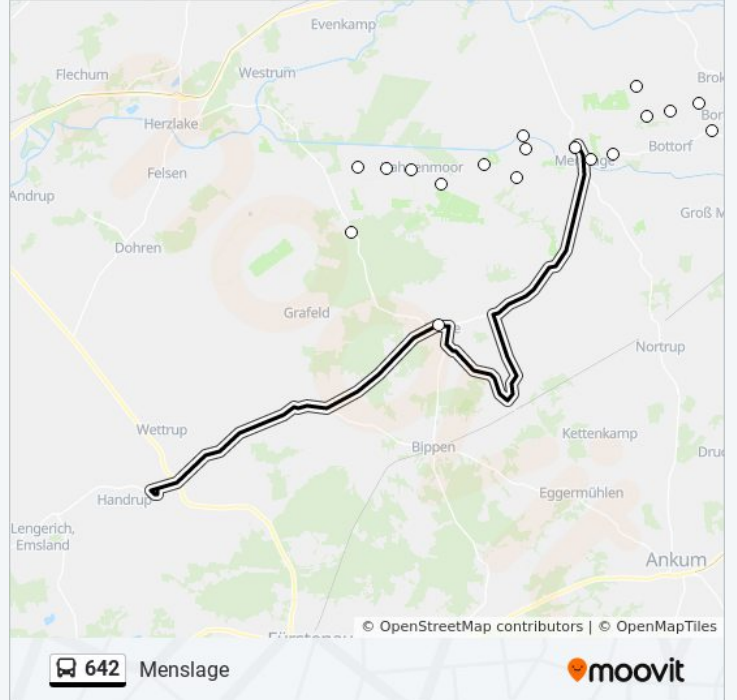 Evenkamp
Flechum
Westrum
Brok
Herzlake
Bor
Bottorf
Felsen
Andrup
Groß M
Dohren
Grafeld
Nortrup
Wettrup
Kettenkamp
Bippen
Druc
Handrup
Eggermühlen
Lengerich,
Emsland
Ankum
© OpenStreetMap contributors | © OpenMapTiles
642 Menslage
moovit